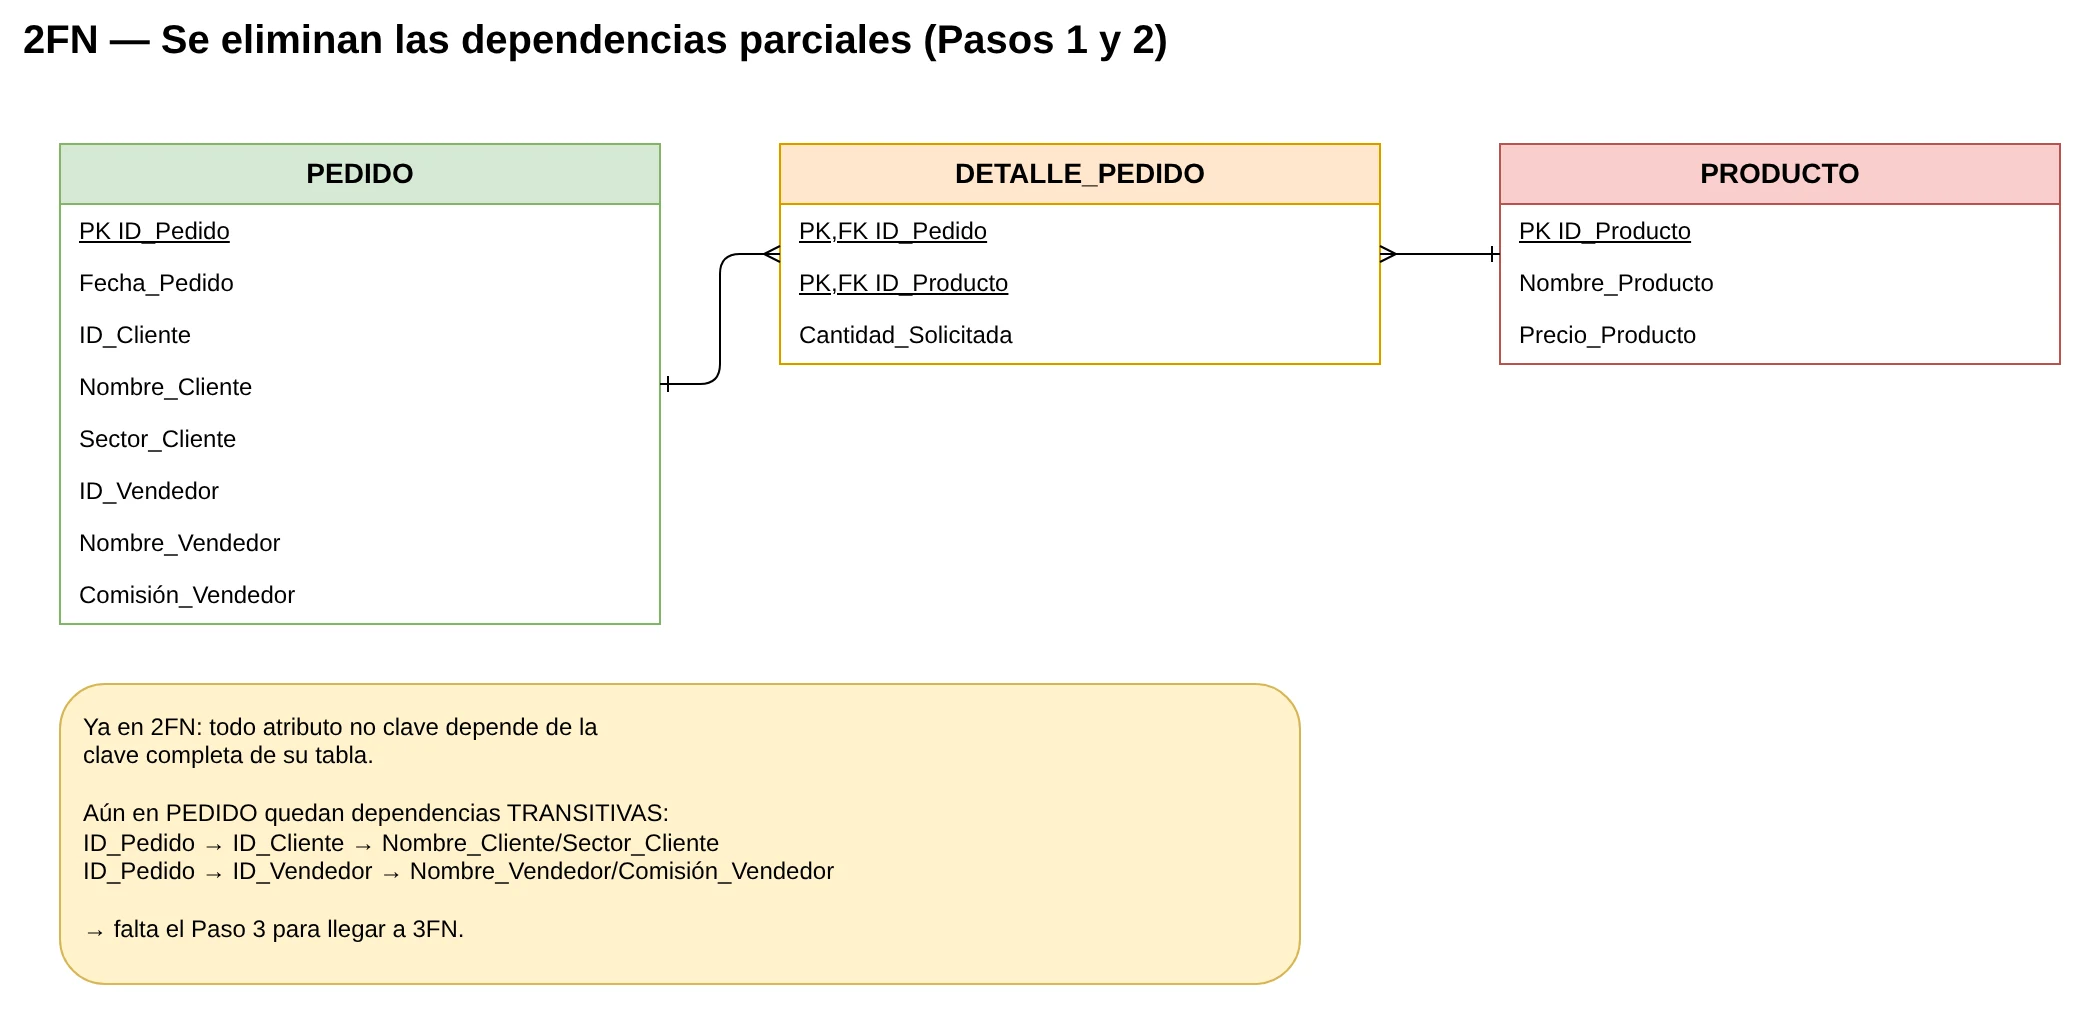 2FN — Se eliminan las dependencias parciales (Pasos 1 y 2)
PEDIDO
PK ID_Pedido
Fecha_Pedido
ID_Cliente
Nombre_Cliente
Sector_Cliente
ID_Vendedor
Nombre_Vendedor
Comisión_Vendedor
DETALLE_PEDIDO
PK,FK ID_Pedido
PK,FK ID_Producto
Cantidad_Solicitada
PRODUCTO
PK ID_Producto
Nombre_Producto
Precio_Producto
Ya en 2FN: todo atributo no clave depende de la
clave completa de su tabla.
Aún en PEDIDO quedan dependencias TRANSITIVAS:
ID_Pedido → ID_Cliente → Nombre_Cliente/Sector_Cliente
ID_Pedido → ID_Vendedor → Nombre_Vendedor/Comisión_Vendedor
→ falta el Paso 3 para llegar a 3FN.